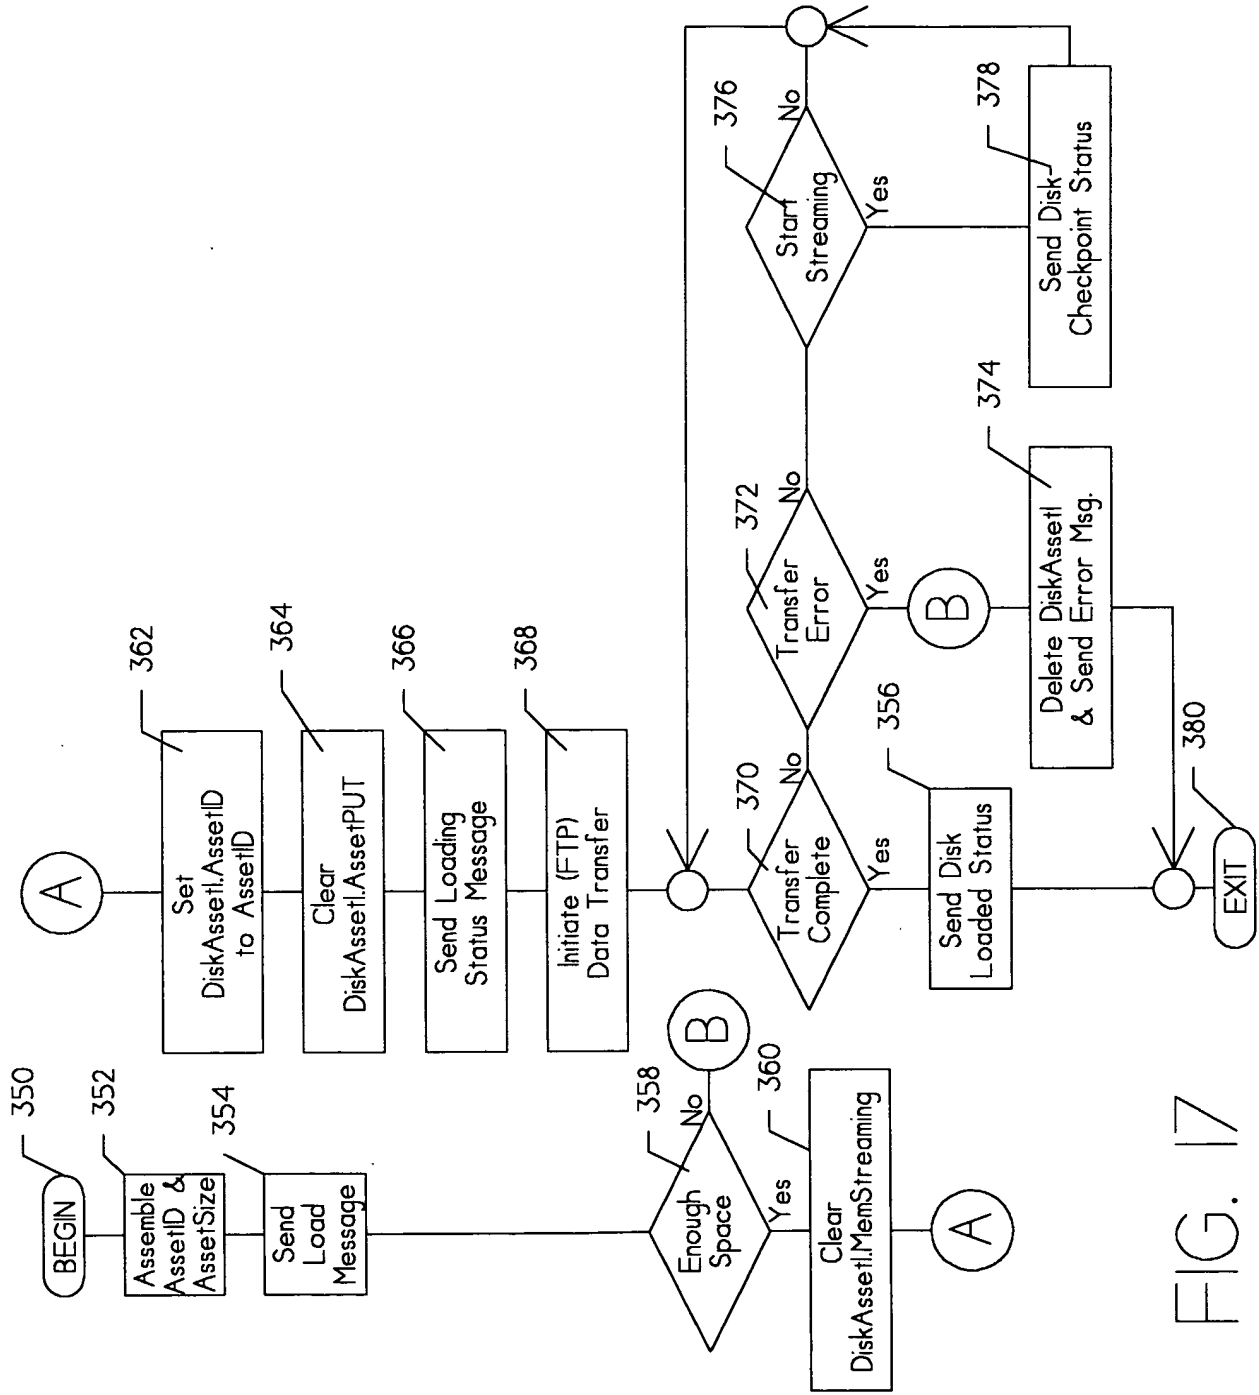 BEGIN
350
Assemble
AssetID &
AssetSize
352
Send
Load
Message
354
Enough
Space
358
No
B
Yes
Clear
DiskAssetI.MemStreaming
360
A
A
Set
DiskAssetI.AssetID
to AssetID
362
Clear
DiskAssetI.AssetPUT
364
Send Loading
Status Message
366
Initiate (FTP)
Data Transfer
368
Transfer
Complete
370
No
Yes
Send Disk
Loaded Status
356
Transfer
Error
372
No
Yes
B
Delete DiskAssetI
& Send Error Msg.
374
Start
Streaming
376
No
Yes
Send Disk-
Checkpoint Status
378
EXIT
380
FIG. 17